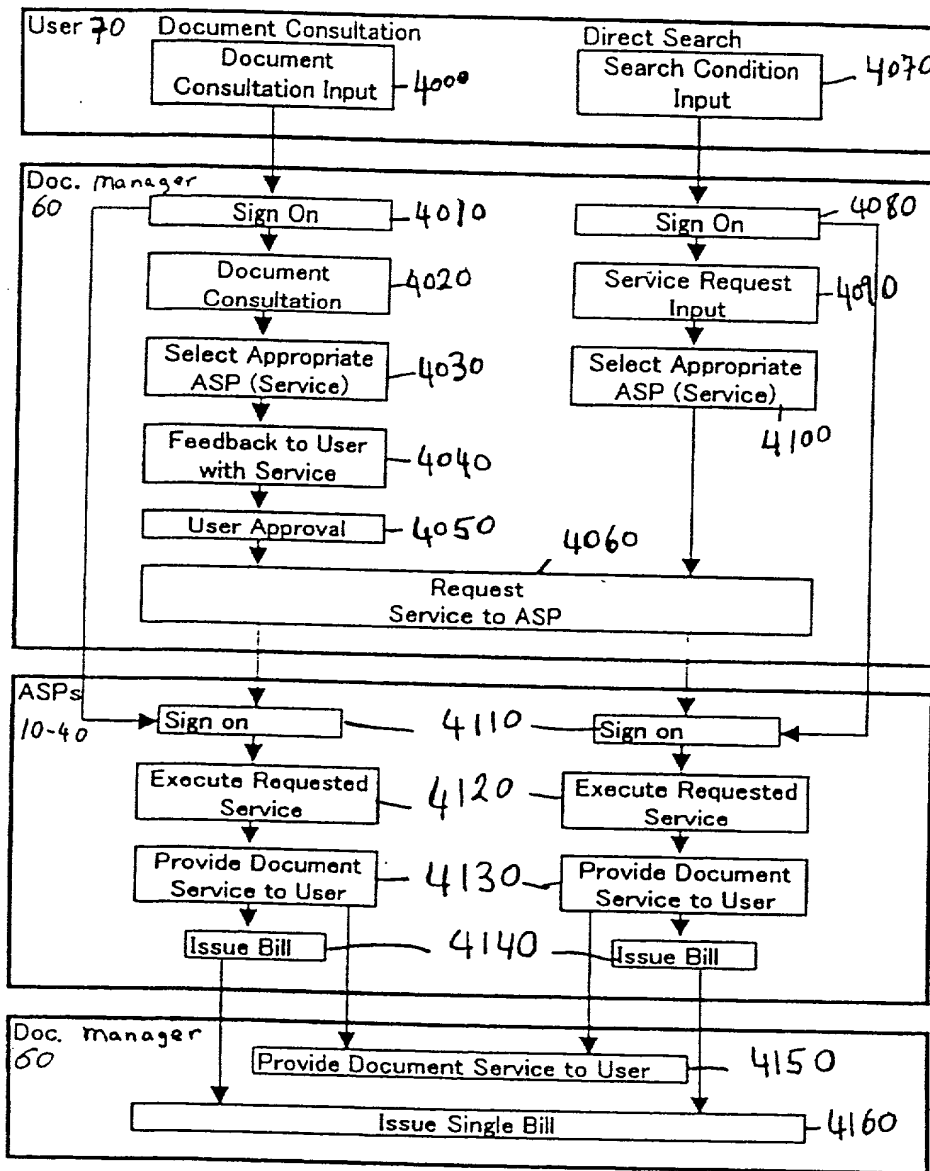 User 70 Document Consultation
Direct Search
Document
Consultation Input
4000
Search Condition
Input
4070
Doc. Manager
60
Sign On
4010
Sign On
4080
Document
Consultation
4020
Service Request
Input
4090
Select Appropriate
ASP (Service)
4030
Select Appropriate
ASP (Service)
4100
Feedback to User
with Service
4040
User Approval
4050
4060
Request
Service to ASP
ASPs
10-40
Sign on
4110
Sign on
Execute Requested
Service
4120
Execute Requested
Service
Provide Document
Service to User
4130
Provide Document
Service to User
Issue Bill
4140
Issue Bill
Doc. Manager
60
Provide Document Service to User
4150
Issue Single Bill
4160